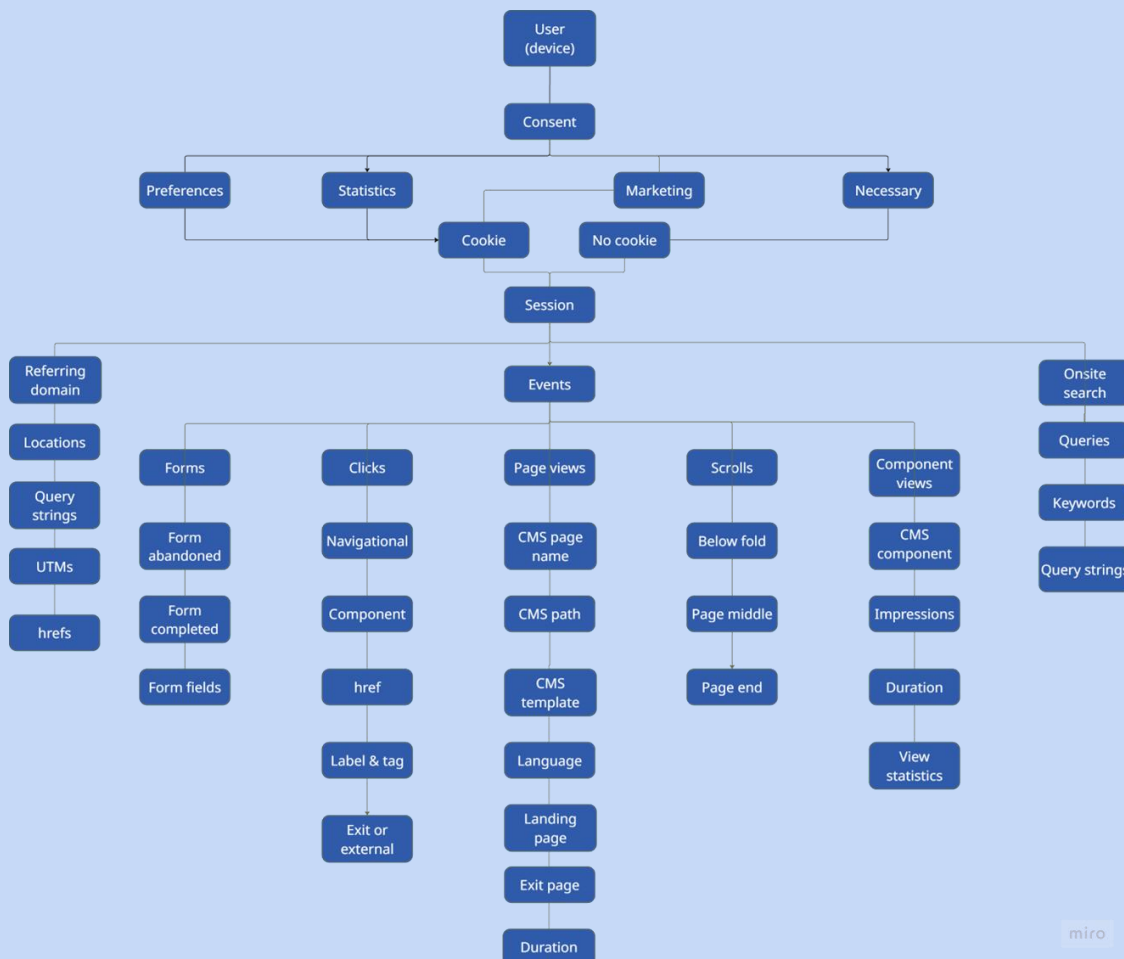 User
(device)
Consent
Preferences
Statistics
Marketing
Necessary
Cookie
No cookie
Session
Referring
domain
Events
Onsite
search
Locations
Queries
Forms
Clicks
Page views
Scrolls
Component
views
Query
strings
Keywords
Form
abandoned
Navigational
CMS page
name
Below fold
CMS
component
UTMs
Query strings
hrefs
Form
completed
Component
CMS path
Page middle
Impressions
Form fields
href
CMS
template
Page end
Duration
Label & tag
Language
View
statistics
Exit or
external
Landing
page
Exit page
Duration
miro